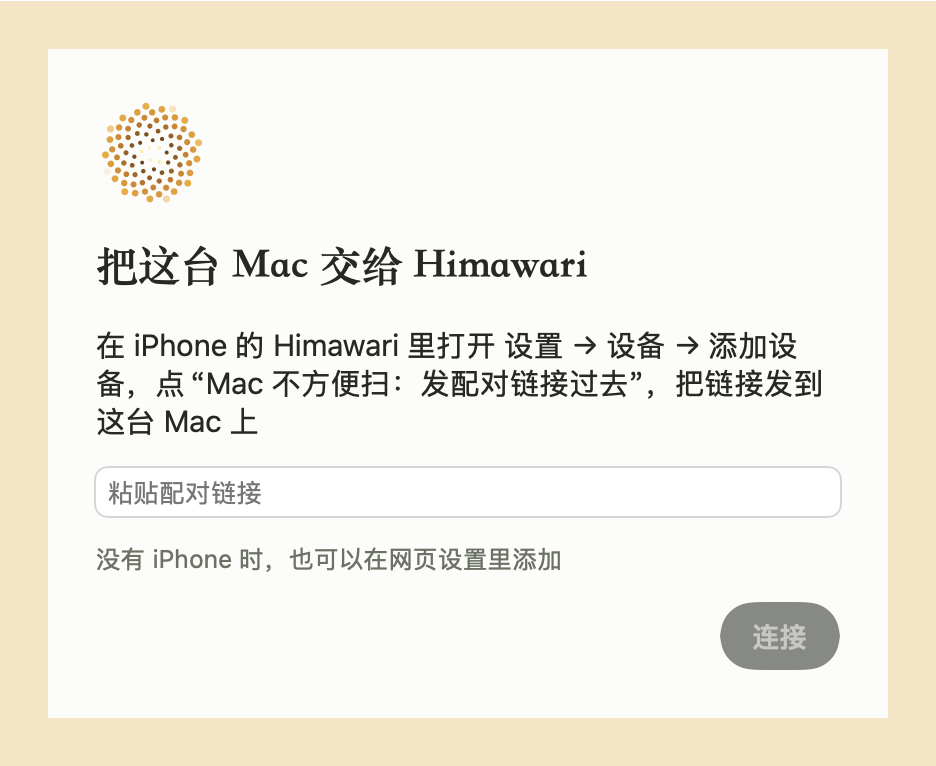 把这台 Mac 交给 Himawari
在 iPhone 的 Himawari 里打开 设置 → 设备 → 添加设
备，点 “Mac 不方便扫：发配对链接过去”，把链接发到
这台 Mac 上
粘贴配对链接
没有 iPhone 时，也可以在网页设置里添加
连接